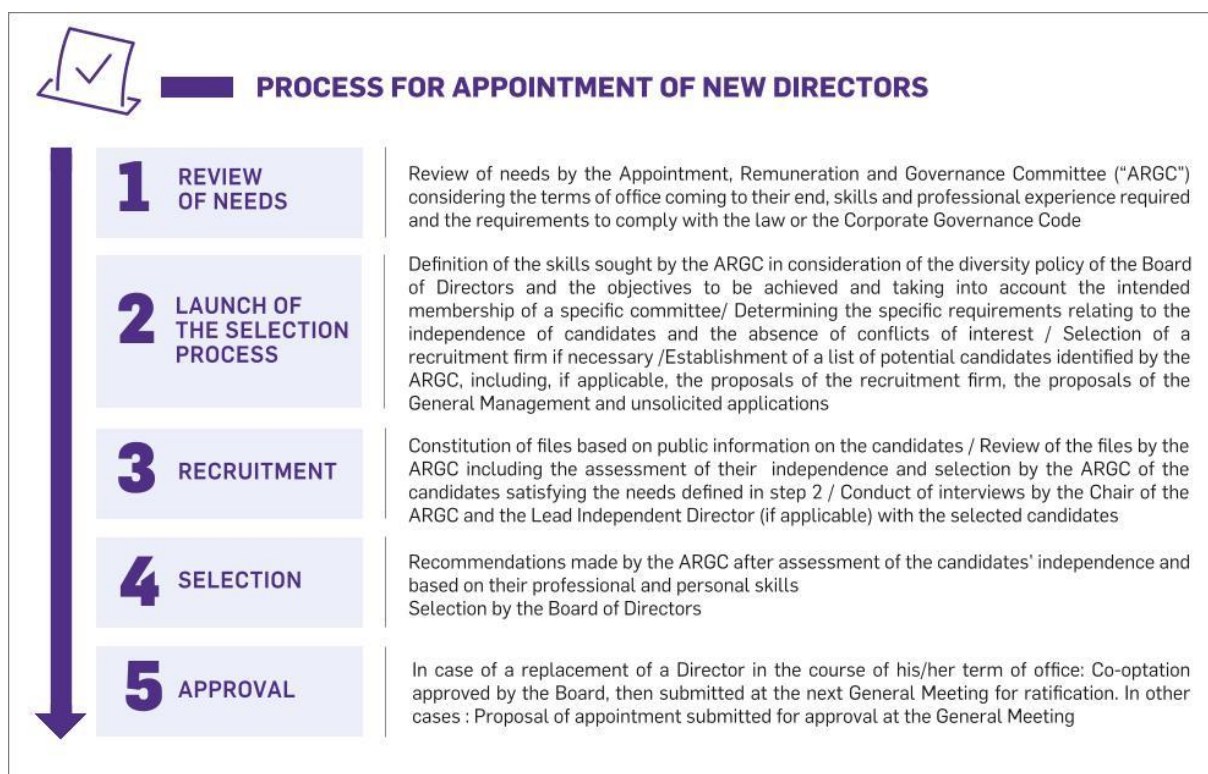 PROCESS FOR APPOINTMENT OF NEW DIRECTORS
1 REVIEW
OF NEEDS
Review of needs by the Appointment, Remuneration and Governance Committee (“ARGC”)
considering the terms of office coming to their end, skills and professional experience required
and the requirements to comply with the law or the Corporate Governance Code
2 LAUNCH OF
THE SELECTION
PROCESS
Definition of the skills sought by the ARGC in consideration of the diversity policy of the Board
of Directors and the objectives to be achieved and taking into account the intended
membership of a specific committee/ Determining the specific requirements relating to the
independence of candidates and the absence of conflicts of interest / Selection of a
recruitment firm if necessary /Establishment of a list of potential candidates identified by the
ARGC, including, if applicable, the proposals of the recruitment firm, the proposals of the
General Management and unsolicited applications
3 RECRUITMENT
Constitution of files based on public information on the candidates / Review of the files by the
ARGC including the assessment of their independence and selection by the ARGC of the
candidates satisfying the needs defined in step 2 / Conduct of interviews by the Chair of the
ARGC and the Lead Independent Director (if applicable) with the selected candidates
4 SELECTION
Recommendations made by the ARGC after assessment of the candidates' independence and
based on their professional and personal skills
Selection by the Board of Directors
5 APPROVAL
In case of a replacement of a Director in the course of his/her term of office: Co-optation
approved by the Board, then submitted at the next General Meeting for ratification. In other
cases : Proposal of appointment submitted for approval at the General Meeting